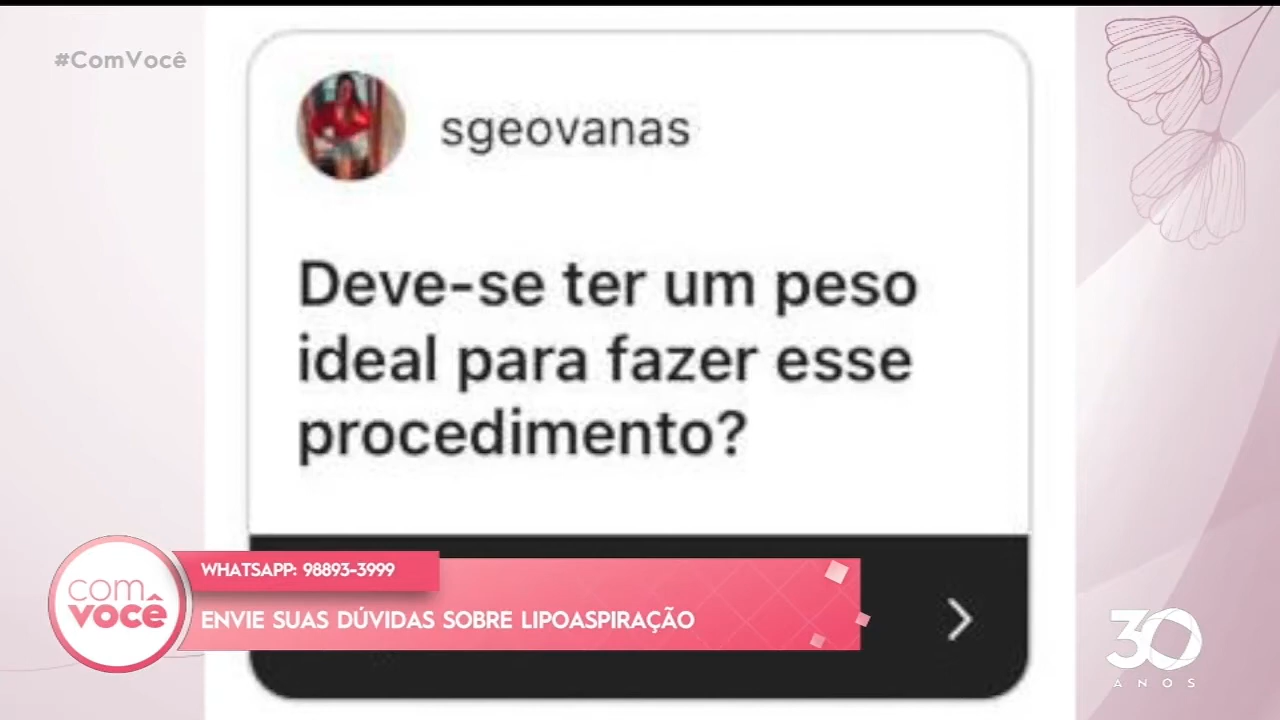 #ComVocê
sgeovanas
Deve-se ter um peso
ideal para fazer esse
procedimento?
WHATSAPP: 98893-3999
com
você
ENVIE SUAS DÚVIDAS SOBRE LIPOASPIRAÇÃO
30
ANOS